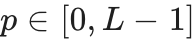 p ∈ [0, L − 1]